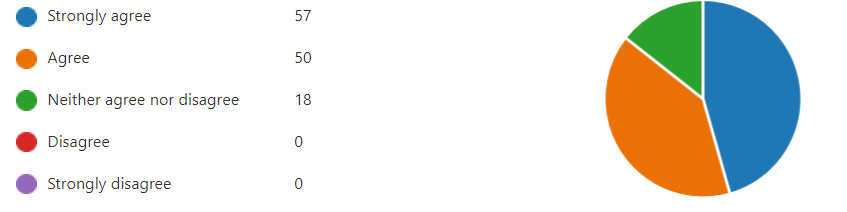 Strongly agree 57
Agree 50
Neither agree nor disagree 18
Disagree 0
Strongly disagree 0